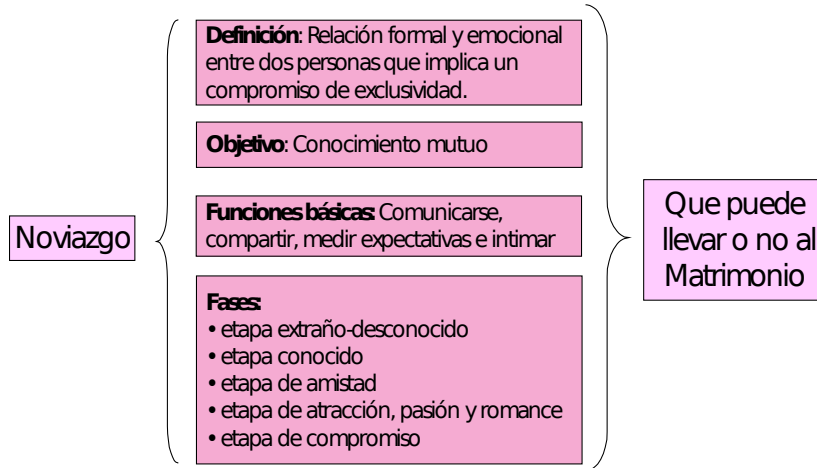 Noviazgo
Definición: Relación formal y emocional
entre dos personas que implica un
compromiso de exclusividad.
Objetivo: Conocimiento mutuo
Funciones básicas: Comunicarse,
compartir, medir expectativas e intimar
Fases:
• etapa extraño-desconocido
• etapa conocido
• etapa de amistad
• etapa de atracción, pasión y romance
• etapa de compromiso
Que puede
llevar o no al
Matrimonio